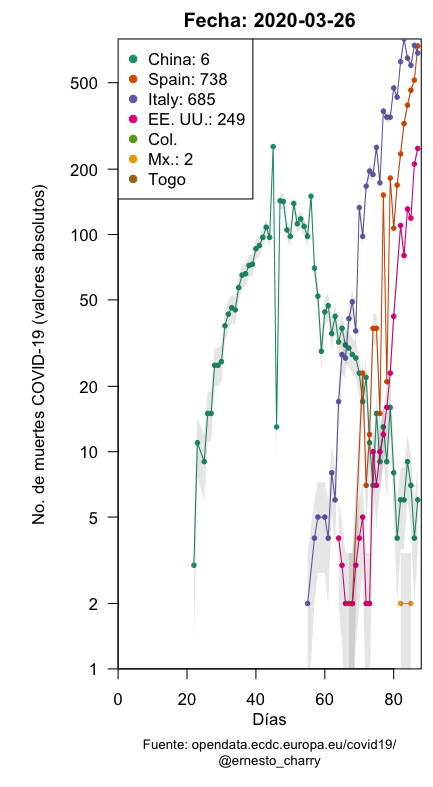 Fecha: 2020-03-26
China: 6
Spain: 738
Italy: 685
EE. UU.: 249
Col.
Mx.: 2
Togo
No. de muertes COVID-19 (valores absolutos)
500
200
100
50
20
10
5
2
1
0
20
40
60
80
Días
Fuente: opendata.ecdc.europa.eu/covid19/
@ernesto_charry